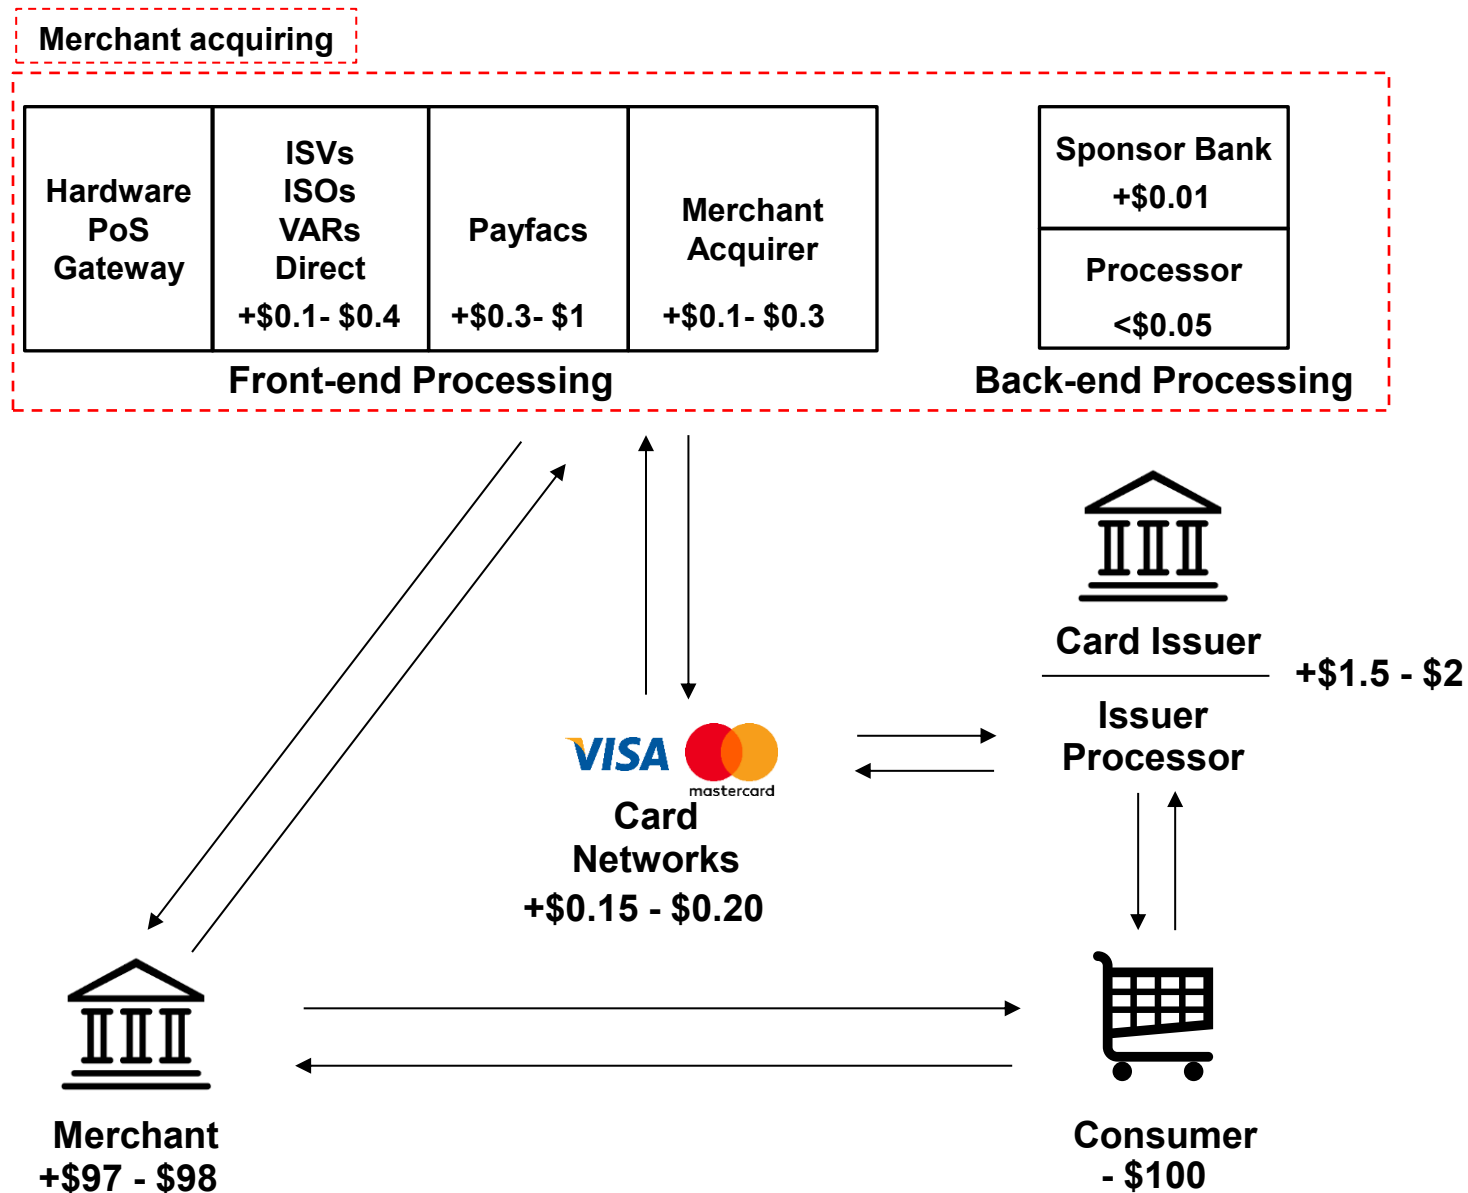 Merchant acquiring
Hardware
PoS
Gateway
ISVs
ISOs
VARs
Direct
+$0.1- $0.4
Payfacs
+$0.3- $1
Merchant
Acquirer
+$0.1- $0.3
Front-end Processing
Sponsor Bank
+$0.01
Processor
<$0.05
Back-end Processing
Card Issuer
+$1.5 - $2
Issuer
Processor
VISA
mastercard
Card
Networks
+$0.15 - $0.20
Merchant
+$97 - $98
Consumer
- $100